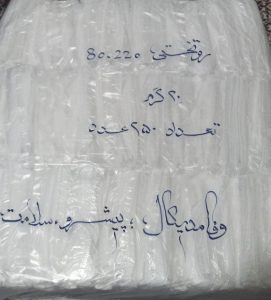 روتختی: 80.220
۲۰ گرم
تعداد ۲۵۰ عدد
وفا مدیکال ؛ پیشرو سلامت